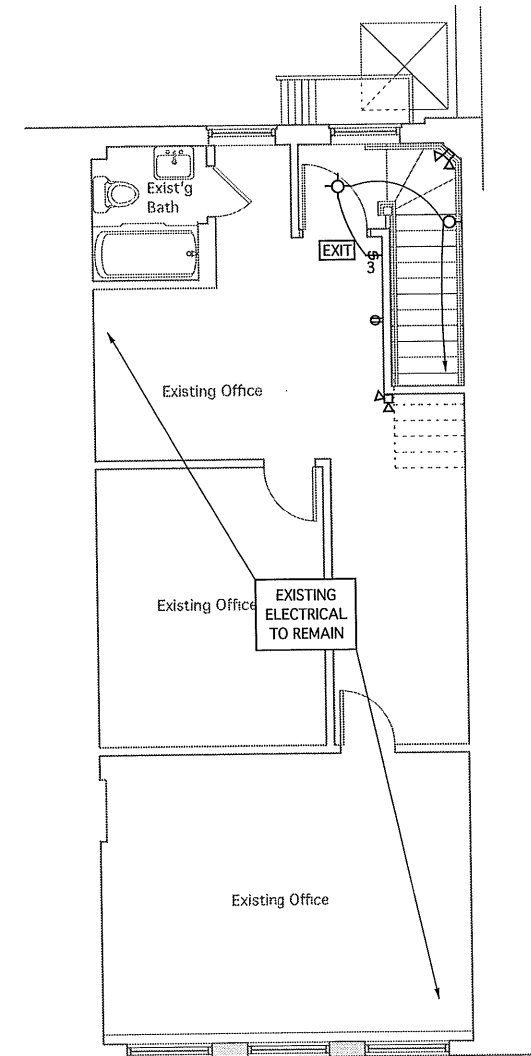 Exist'g
Bath
EXIT
$
3
Existing Office
Existing Office
EXISTING
ELECTRICAL
TO REMAIN
Existing Office